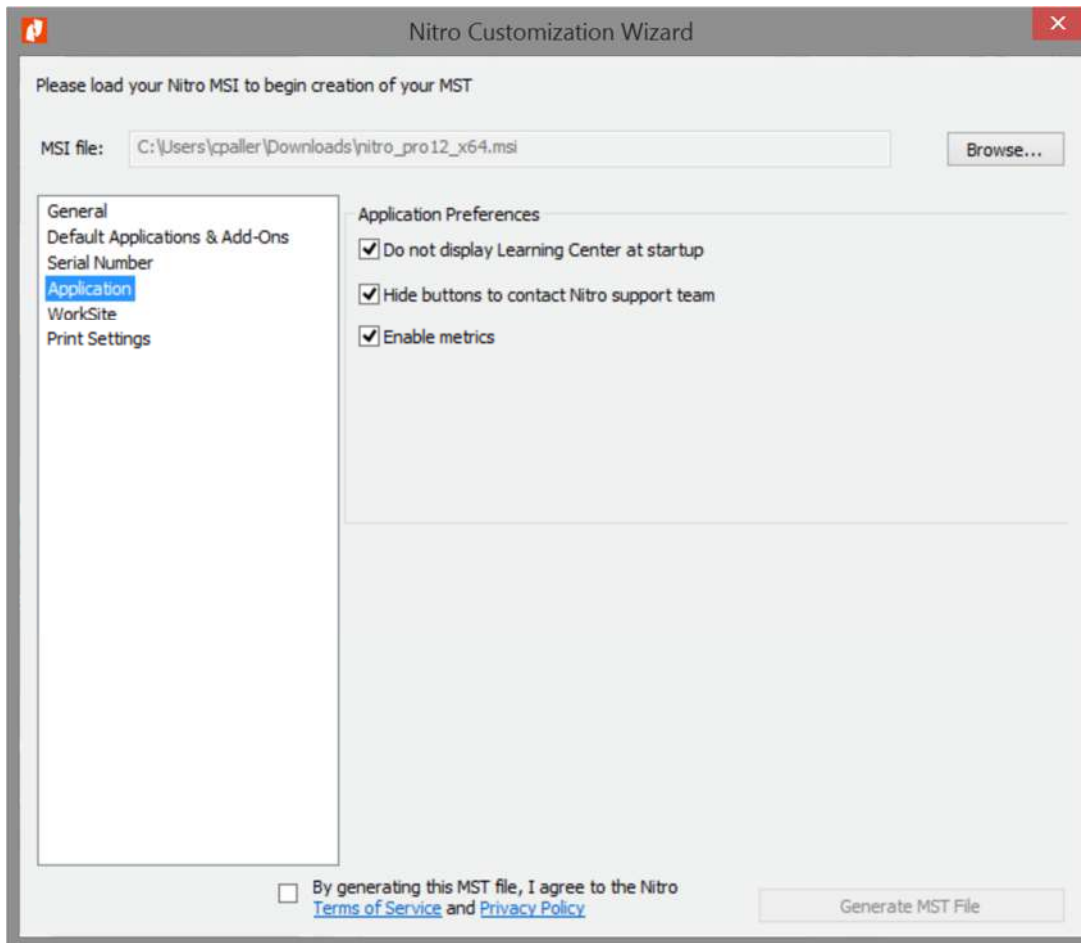 Nitro Customization Wizard
Please load your Nitro MSI to begin creation of your MST
MSI file:
C:\Users\cpaller\Downloads\nitro_pro12_x64.msi
Browse...
General
Default Applications & Add-Ons
Serial Number
Application
WorkSite
Print Settings
Application Preferences
Do not display Learning Center at startup
Hide buttons to contact Nitro support team
Enable metrics
By generating this MST file, I agree to the Nitro
Terms of Service and Privacy Policy
Generate MST File